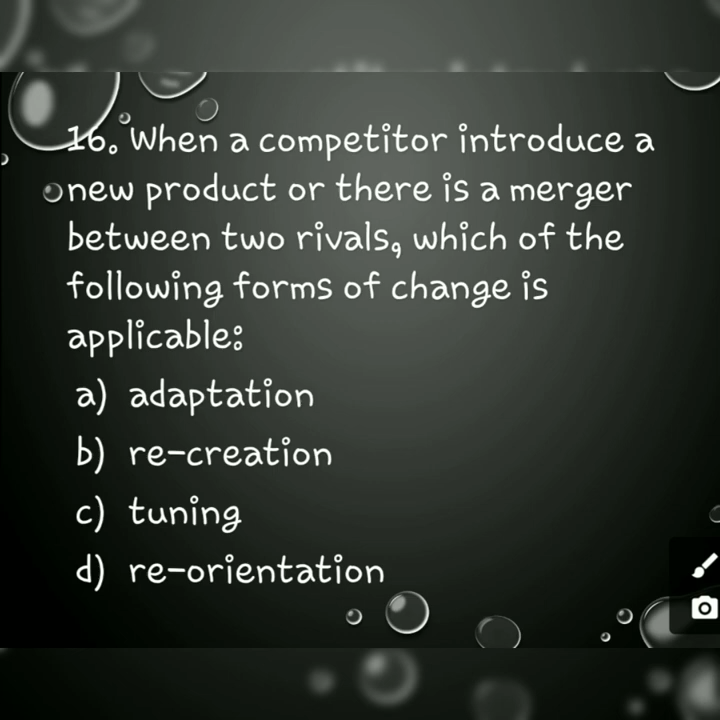 16. When a competitor introduce a
new product or there is a merger
between two rivals, which of the
following forms of change is
applicable:
a) adaptation
b) re-creation
c) tuning
d) re-orientation